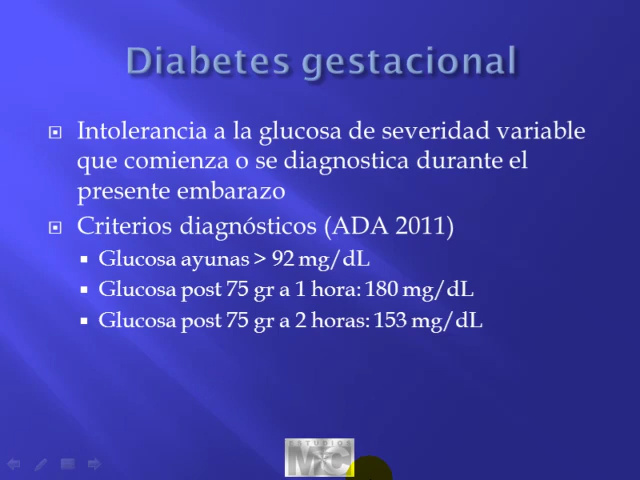 Diabetes gestacional
Intolerancia a la glucosa de severidad variable
que comienza o se diagnostica durante el
presente embarazo
Criterios diagnósticos (ADA 2011)
Glucosa ayunas > 92 mg/dL
Glucosa post 75 gr a 1 hora: 180 mg/dL
Glucosa post 75 gr a 2 horas: 153 mg/dL
ESTUDIOS
MC